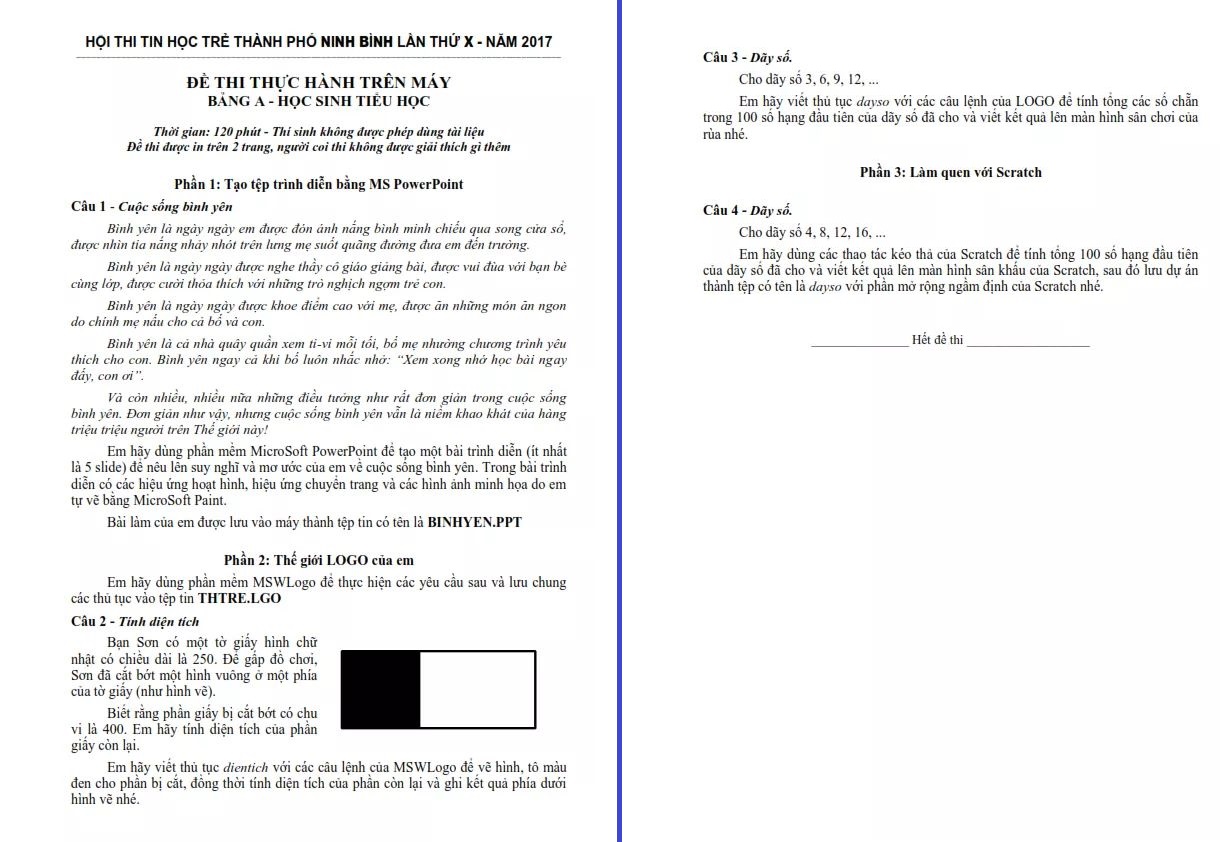 HỘI THI TIN HỌC TRẺ THÀNH PHỐ NINH BÌNH LẦN THỨ X - NĂM 2017
ĐỀ THI THỰC HÀNH TRÊN MÁY
BẢNG A - HỌC SINH TIỂU HỌC
Thời gian: 120 phút - Thí sinh không được phép dùng tài liệu
Đề thi được in trên 2 trang, người coi thi không được giải thích gì thêm
Phần 1: Tạo tệp trình diễn bằng MS PowerPoint
Câu 1 - Cuộc sống bình yên
Bình yên là ngày ngày em được đón ánh nắng bình minh chiếu qua song cửa sổ,
được nhìn tia nắng nhảy nhót trên lưng mẹ suốt quãng đường đưa em đến trường.
Bình yên là ngày ngày được nghe thầy cô giáo giảng bài, được vui đùa với bạn bè
cùng lớp, được cười thỏa thích với những trò nghịch ngợm trẻ con.
Bình yên là ngày ngày được khoe điểm cao với mẹ, được ăn những món ăn ngon
do chính mẹ nấu cho cả bố và con.
Bình yên là cả nhà quây quần xem ti-vi mỗi tối, bố mẹ nhường chương trình yêu
thích cho con. Bình yên ngay cả khi bố luôn nhắc nhở: “Xem xong nhớ học bài ngay
đấy, con ơi”.
Và còn nhiều, nhiều nữa những điều tưởng như rất đơn giản trong cuộc sống
bình yên. Đơn giản như vậy, nhưng cuộc sống bình yên vẫn là niềm khao khát của hàng
triệu triệu người trên Thế giới này!
Em hãy dùng phần mềm MicroSoft PowerPoint để tạo một bài trình diễn (ít nhất
là 5 slide) để nêu lên suy nghĩ và mơ ước của em về cuộc sống bình yên. Trong bài trình
diễn có các hiệu ứng hoạt hình, hiệu ứng chuyển trang và các hình ảnh minh họa do em
tự vẽ bằng MicroSoft Paint.
Bài làm của em được lưu vào máy thành tệp tin có tên là BINHYEN.PPT
Phần 2: Thế giới LOGO của em
Em hãy dùng phần mềm MSWLogo để thực hiện các yêu cầu sau và lưu chung
các thủ tục vào tệp tin THTRE.LGO
Câu 2 - Tính diện tích
Bạn Sơn có một tờ giấy hình chữ
nhật có chiều dài là 250. Để gấp đồ chơi,
Sơn đã cắt bớt một hình vuông ở một phía
của tờ giấy (như hình vẽ).
Biết rằng phần giấy bị cắt bớt có chu
vi là 400. Em hãy tính diện tích của phần
giấy còn lại.
Em hãy viết thủ tục dientich với các câu lệnh của MSWLogo để vẽ hình, tô màu
đen cho phần bị cắt, đồng thời tính diện tích của phần còn lại và ghi kết quả phía dưới
hình vẽ nhé.
Câu 3 - Dãy số.
Cho dãy số 3, 6, 9, 12, ...
Em hãy viết thủ tục dayso với các câu lệnh của LOGO để tính tổng các số chẵn
trong 100 số hạng đầu tiên của dãy số đã cho và viết kết quả lên màn hình sân chơi của
rùa nhé.
Phần 3: Làm quen với Scratch
Câu 4 - Dãy số.
Cho dãy số 4, 8, 12, 16, ...
Em hãy dùng các thao tác kéo thả của Scratch để tính tổng 100 số hạng đầu tiên
của dãy số đã cho và viết kết quả lên màn hình sân khấu của Scratch, sau đó lưu dự án
thành tệp có tên là dayso với phần mở rộng ngầm định của Scratch nhé.
Hết đề thi